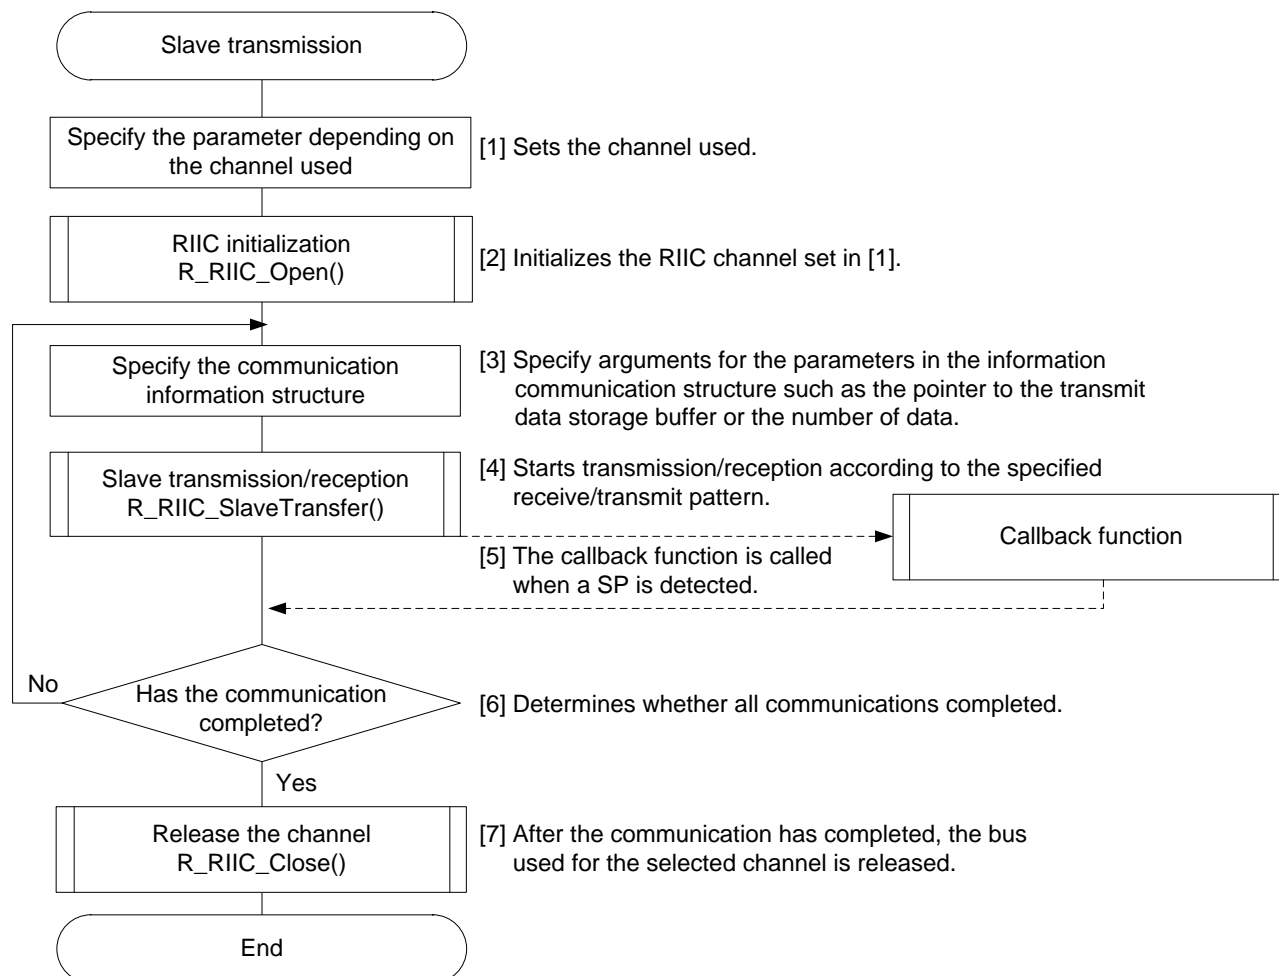 Slave transmission
Specify the parameter depending on
the channel used
[1] Sets the channel used.
RIIC initialization
R_RIIC_Open()
[2] Initializes the RIIC channel set in [1].
Specify the communication
information structure
[3] Specify arguments for the parameters in the information
communication structure such as the pointer to the transmit
data storage buffer or the number of data.
Slave transmission/reception
R_RIIC_SlaveTransfer()
[4] Starts transmission/reception according to the specified
receive/transmit pattern.
Callback function
[5] The callback function is called
when a SP is detected.
No
Has the communication
completed?
[6] Determines whether all communications completed.
Yes
Release the channel
R_RIIC_Close()
[7] After the communication has completed, the bus
used for the selected channel is released.
End